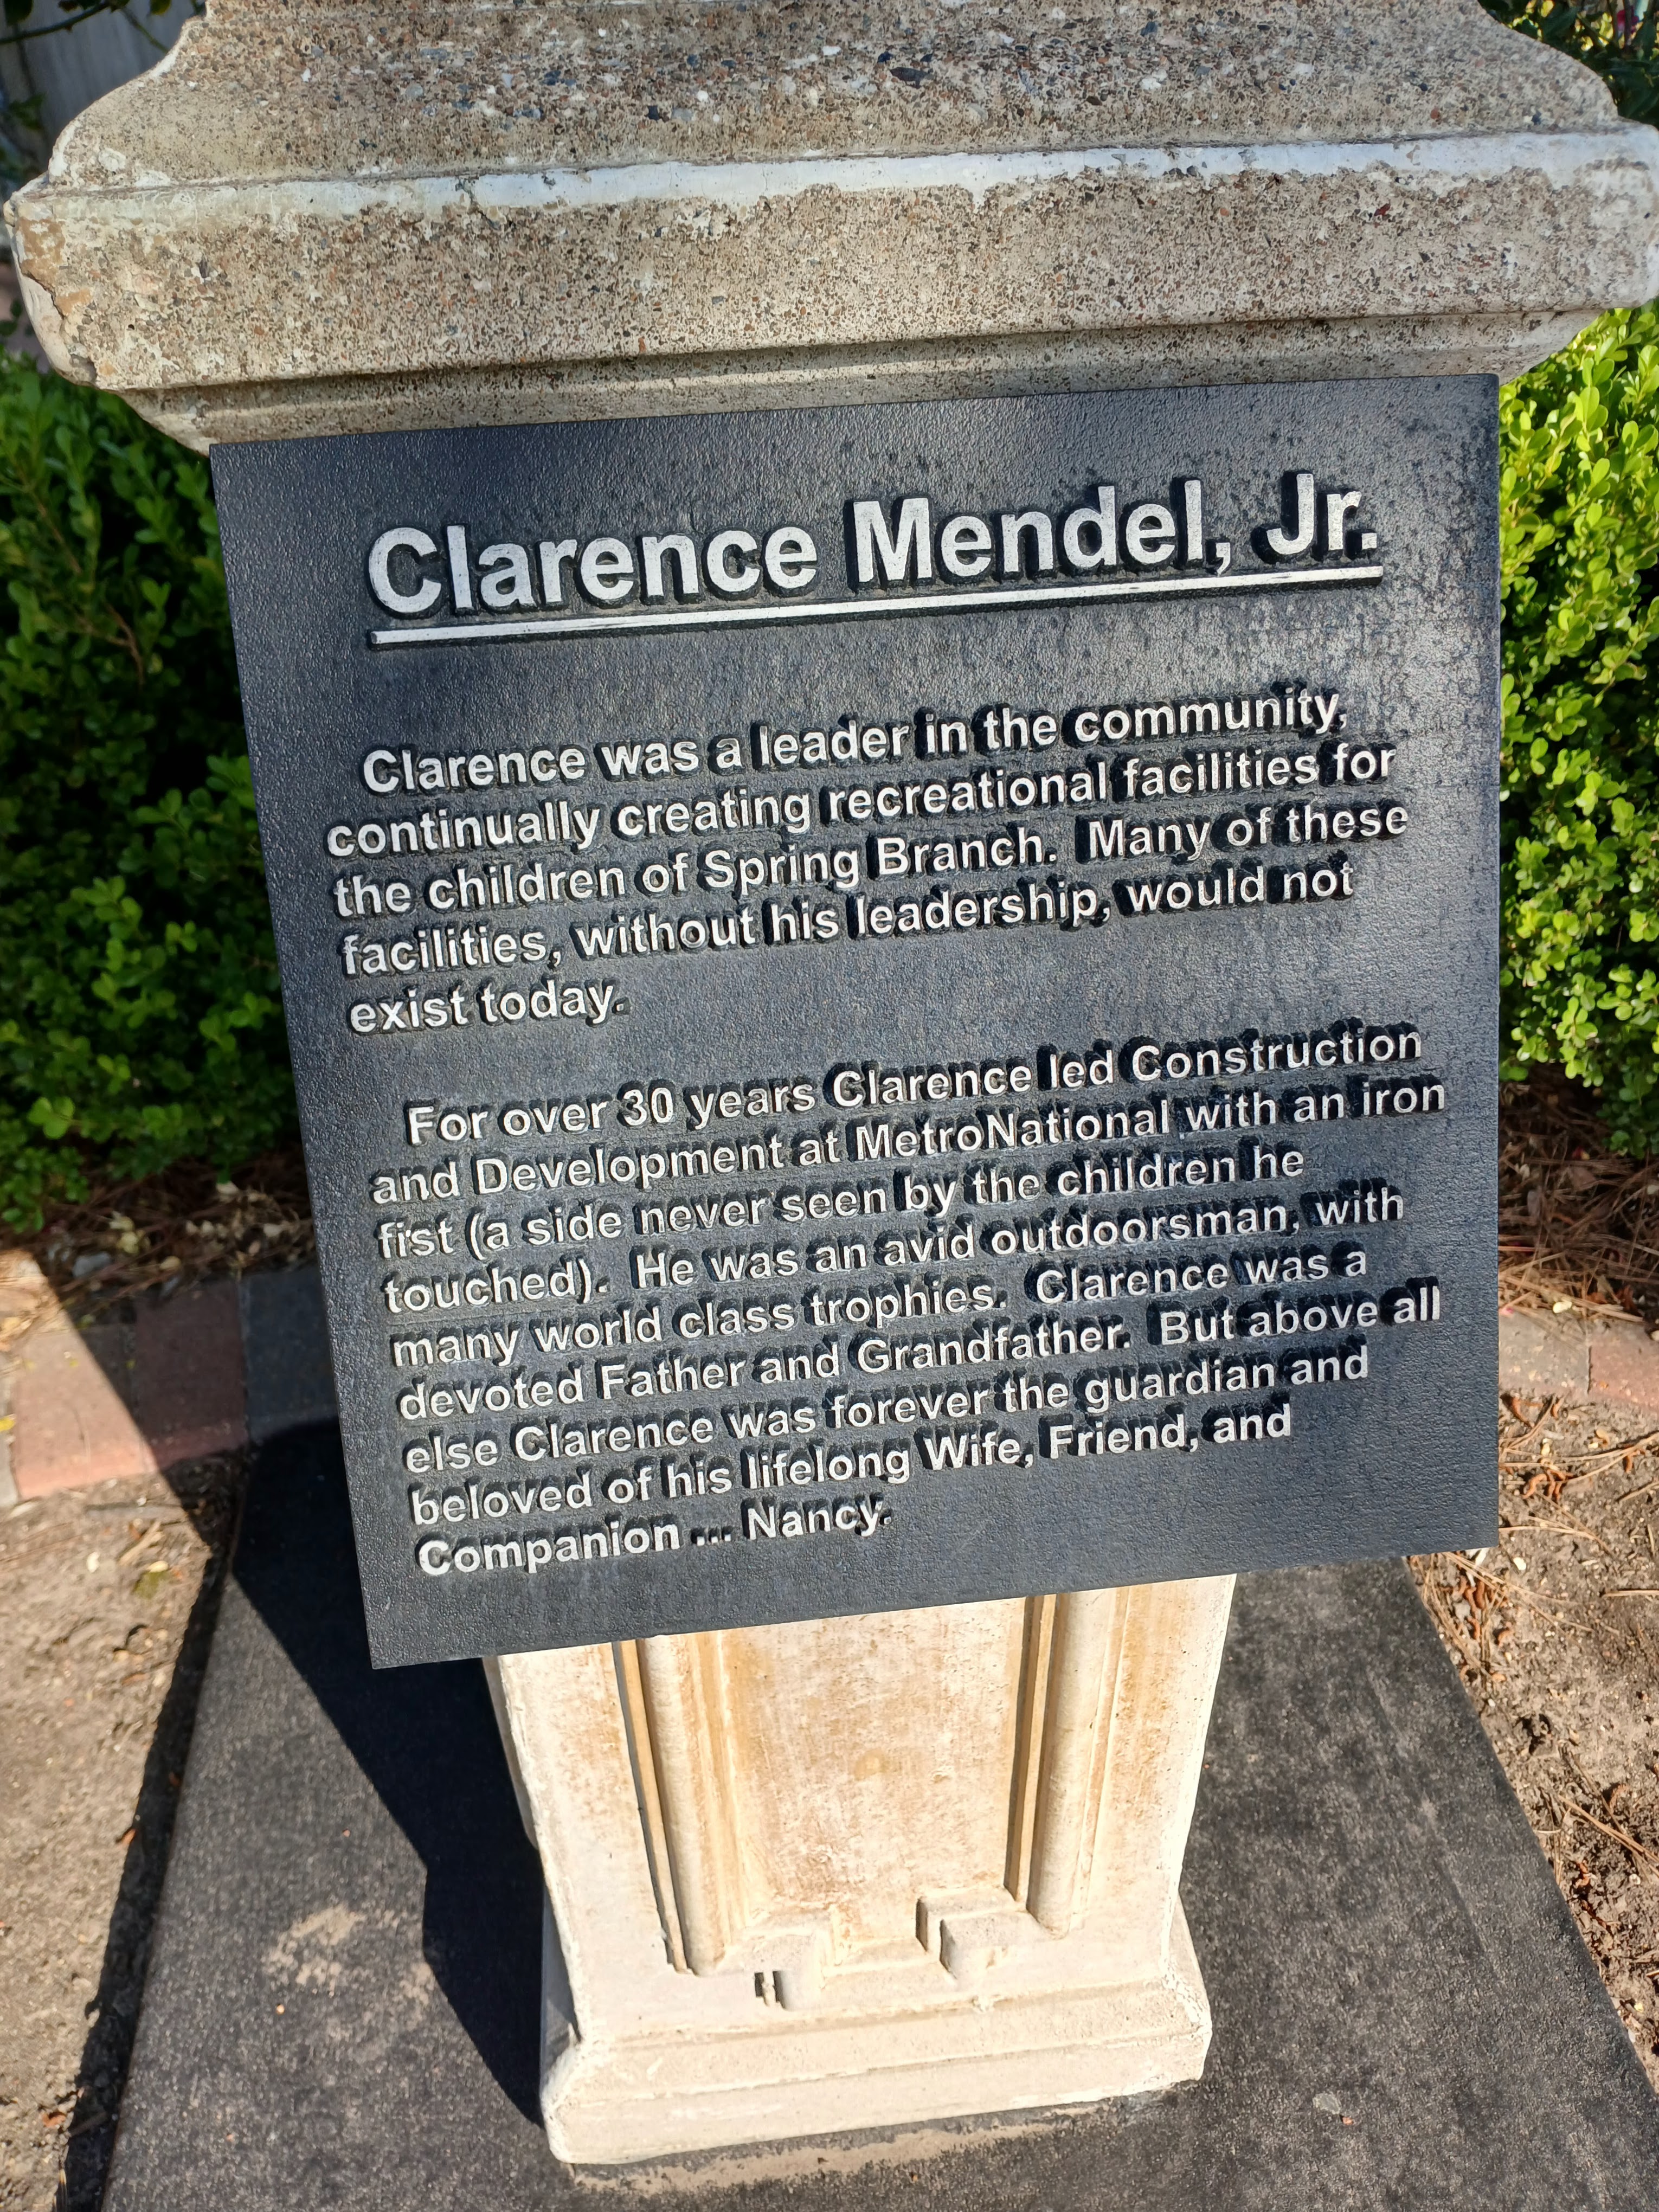 Clarence Mendel, Jr.
Clarence was a leader in the community,
continually creating recreational facilities for
the children of Spring Branch. Many of these
facilities, without his leadership, would not
exist today.
For over 30 years Clarence led Construction
and Development at MetroNational with an iron
fist (a side never seen by the children he
touched). He was an avid outdoorsman, with
many world class trophies. Clarence was a
devoted Father and Grandfather. But above all
else Clarence was forever the guardian and
beloved of his lifelong Wife, Friend, and
Companion ... Nancy.